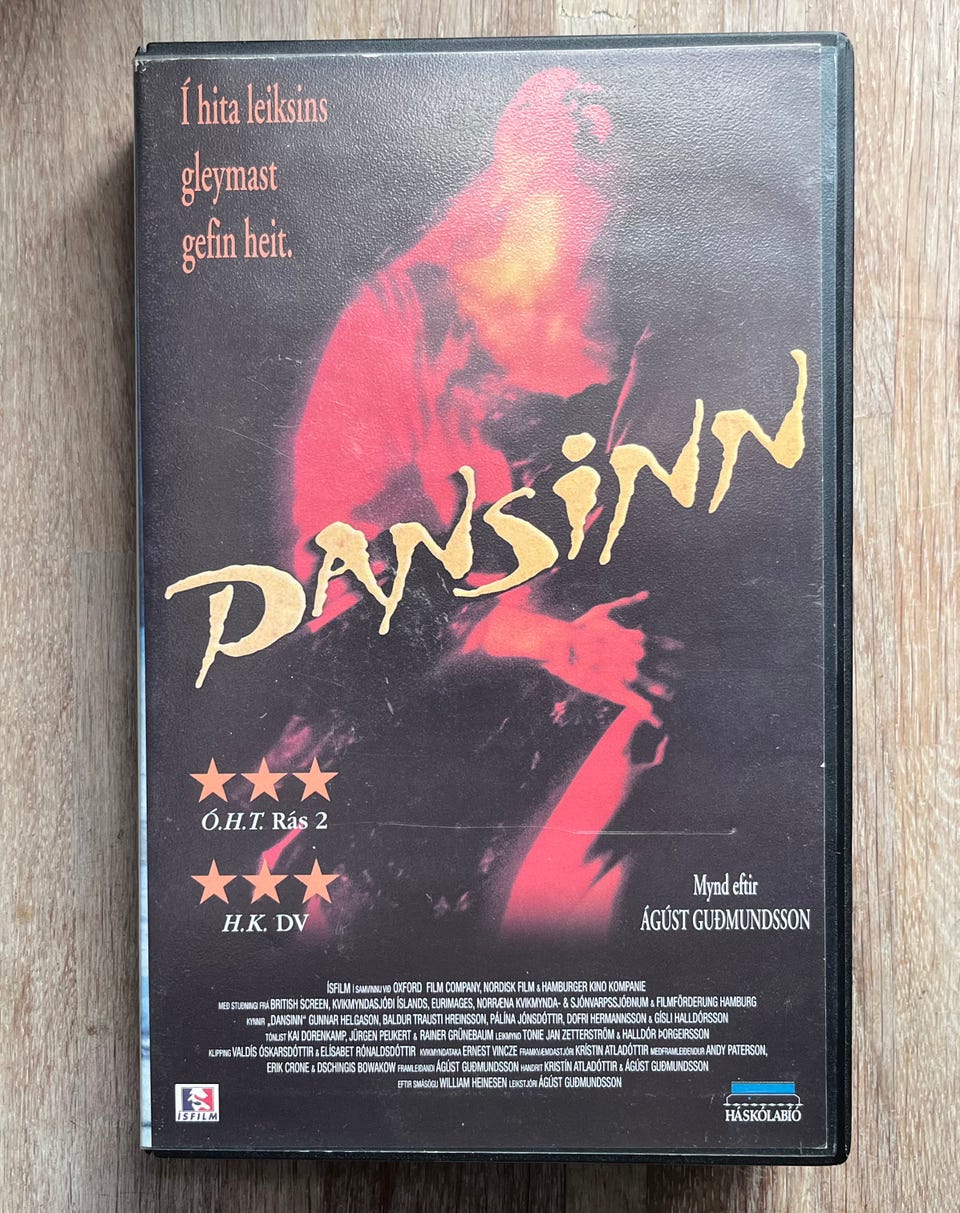 Í hita leiksins
gleymast
gefin heit.
DANSINN
Ó.H.T. Rás 2
H.K. DV
Mynd eftir
ÁGÚST GUÐMUNDSSON
ÍSFILM Í SAMVINNU VIÐ OXFORD FILM COMPANY, NORDISK FILM & HAMBURGER KINO KOMPANIE
MEÐ STUÐNINGI FRÁ BRITISH SCREEN, KVIKMYNDASJÓÐI ÍSLANDS, EURIMAGES, NORRÆNA KVIKMYNDA- & SJÓNVARPSSJÓÐNUM & FILMFÖRDERUNG HAMBURG
KYNNIR „DANSINN“ GUNNAR HELGASON, BALDUR TRAUSTI HREINSSON, PÁLÍNA JÓNSDÓTTIR, DOFRI HERMANNSSON & GÍSLI HALLDÓRSSON
TÓNLIST KAI DORENKAMP, JÜRGEN PEUKERT & RAINER GRÜNEBAUM LEIKMYND TONIE JAN ZETTERSTRÖM & HALLDÓR ÞORGEIRSSON
KLIPPING VALDÍS ÓSKARSDÓTTIR & ELÍSABET RÓNALDSDÓTTIR KVIKMYNDATAKA ERNEST VINCZE FRAMKVÆMDASTJÓRI KRISTÍN ATLADÓTTIR MEÐFRAMLEIÐENDUR ANDY PATERSON,
ERIK CRONE & DSCHINGIS BOWAKOW FRAMLEIÐANDI ÁGÚST GUÐMUNDSSON HANDRIT KRISTÍN ATLADÓTTIR & ÁGÚST GUÐMUNDSSON
EFTIR SMÁSÖGU WILLIAM HEINESEN LEIKSTJÓRI ÁGÚST GUÐMUNDSSON
ÍSFILM
HÁSKÓLABÍÓ